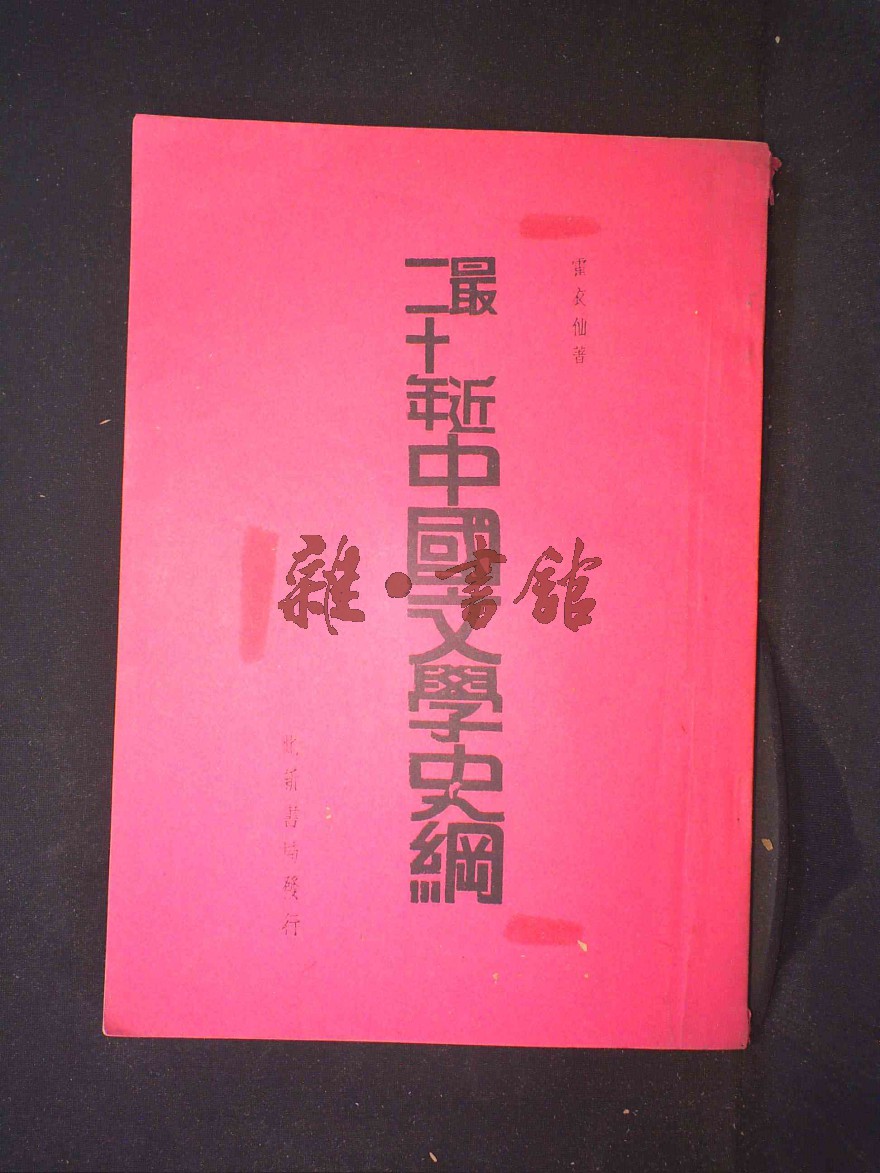 霍衣仙著
最近
二十年
中國文學史綱
北新書局發行
雜·書館